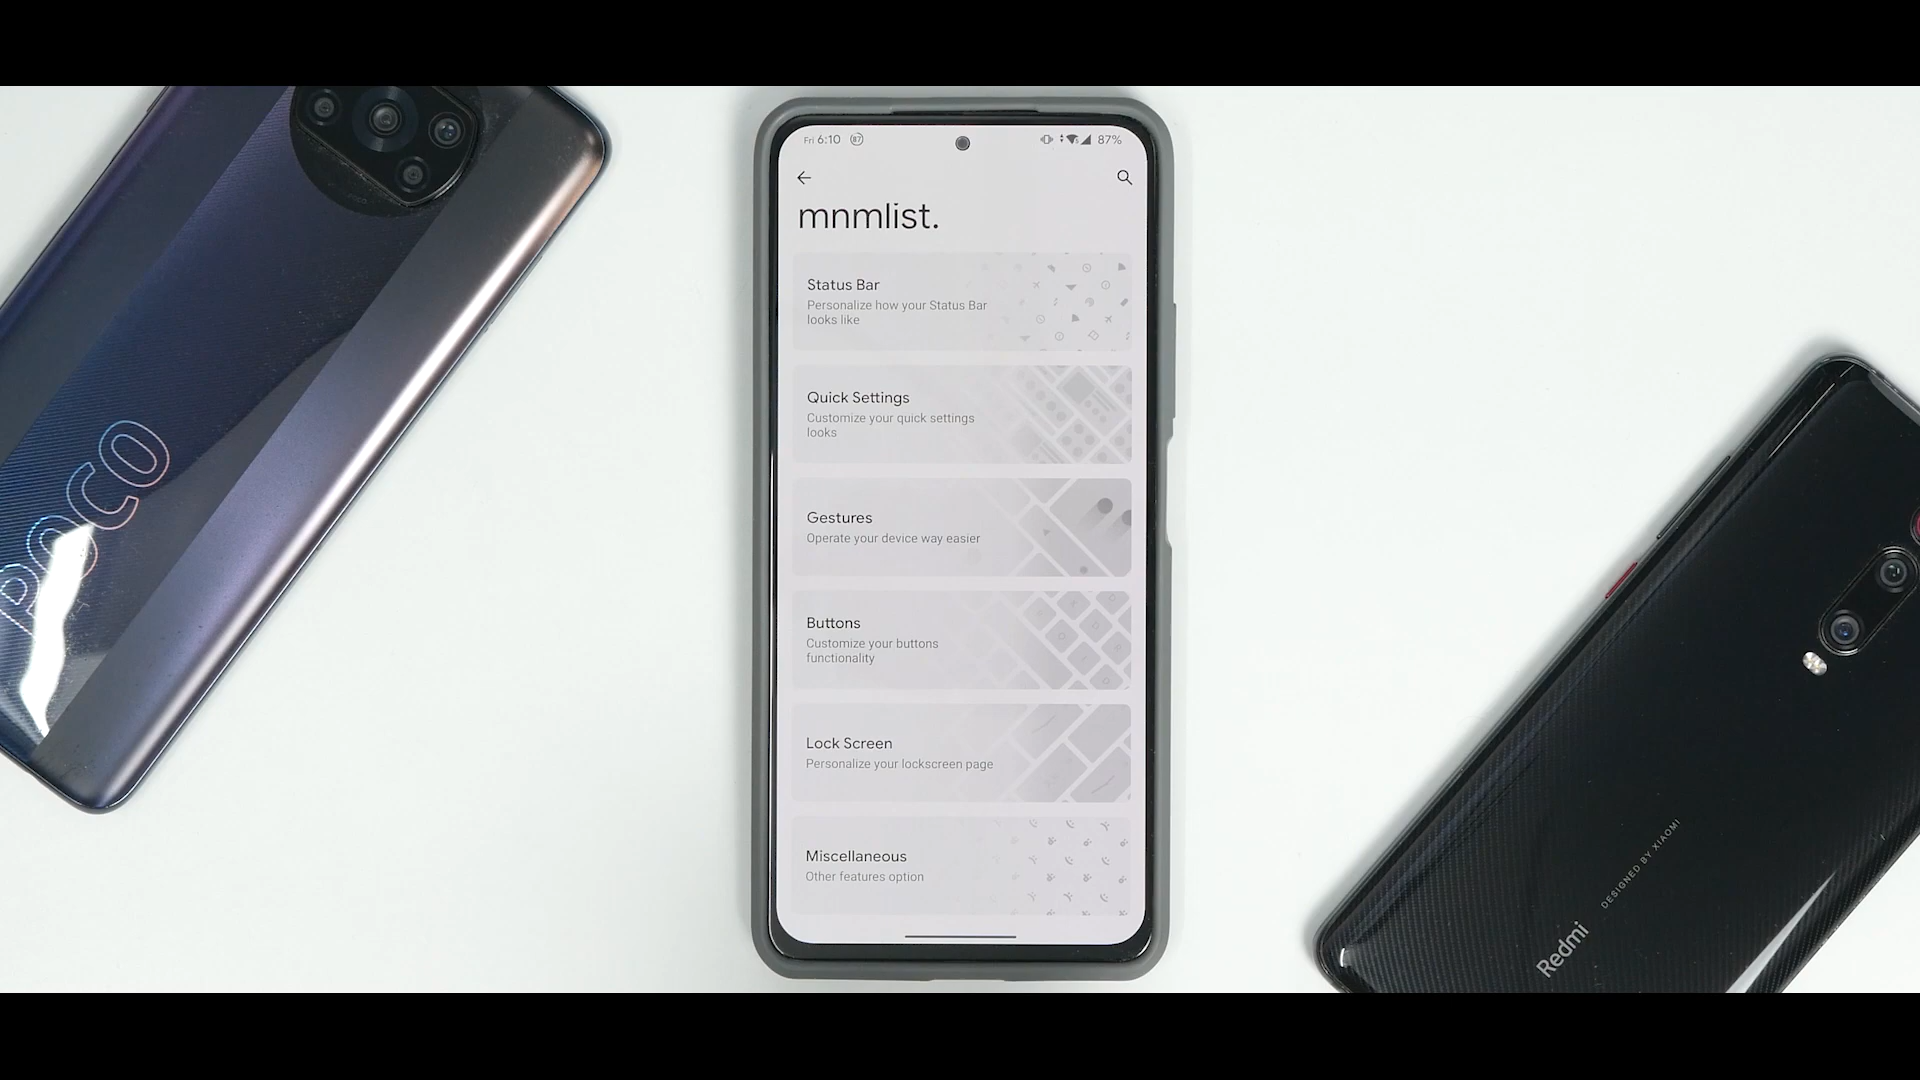 Fri 6:10 87 87%
mnmlist.
Status Bar
Personalize how your Status Bar
looks like
Quick Settings
Customize your quick settings
looks
Gestures
Operate your device way easier
Buttons
Customize your buttons
functionality
Lock Screen
Personalize your lockscreen page
Miscellaneous
Other features option
POCO
Redmi
DESIGNED BY XIAOMI